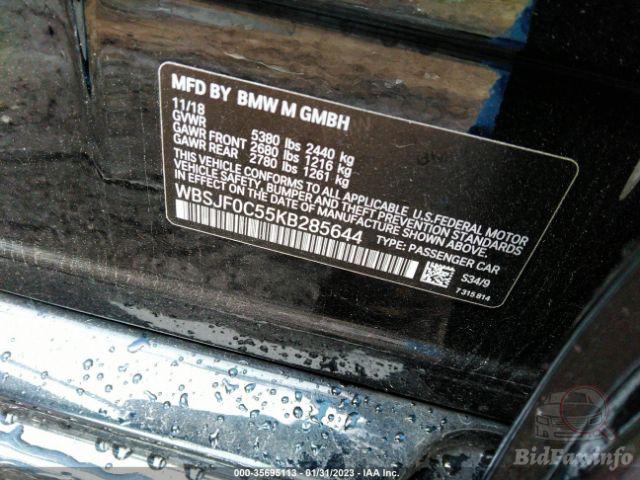 MFD BY BMW M GMBH
11/18
GVWR 5380 lbs 2440 kg
GAWR FRONT 2680 lbs 1216 kg
GAWR REAR 2780 lbs 1261 kg
THIS VEHICLE CONFORMS TO ALL APPLICABLE U.S.FEDERAL MOTOR
VEHICLE SAFETY, BUMPER AND THEFT PREVENTION STANDARDS
IN EFFECT ON THE DATE OF MANUFACTURE SHOWN ABOVE.
WBSJF0C55KB285644 TYPE: PASSENGER CAR
S34/9
7315814
000-35695113 - 01/31/2023 - IAA Inc.
BidFax.info